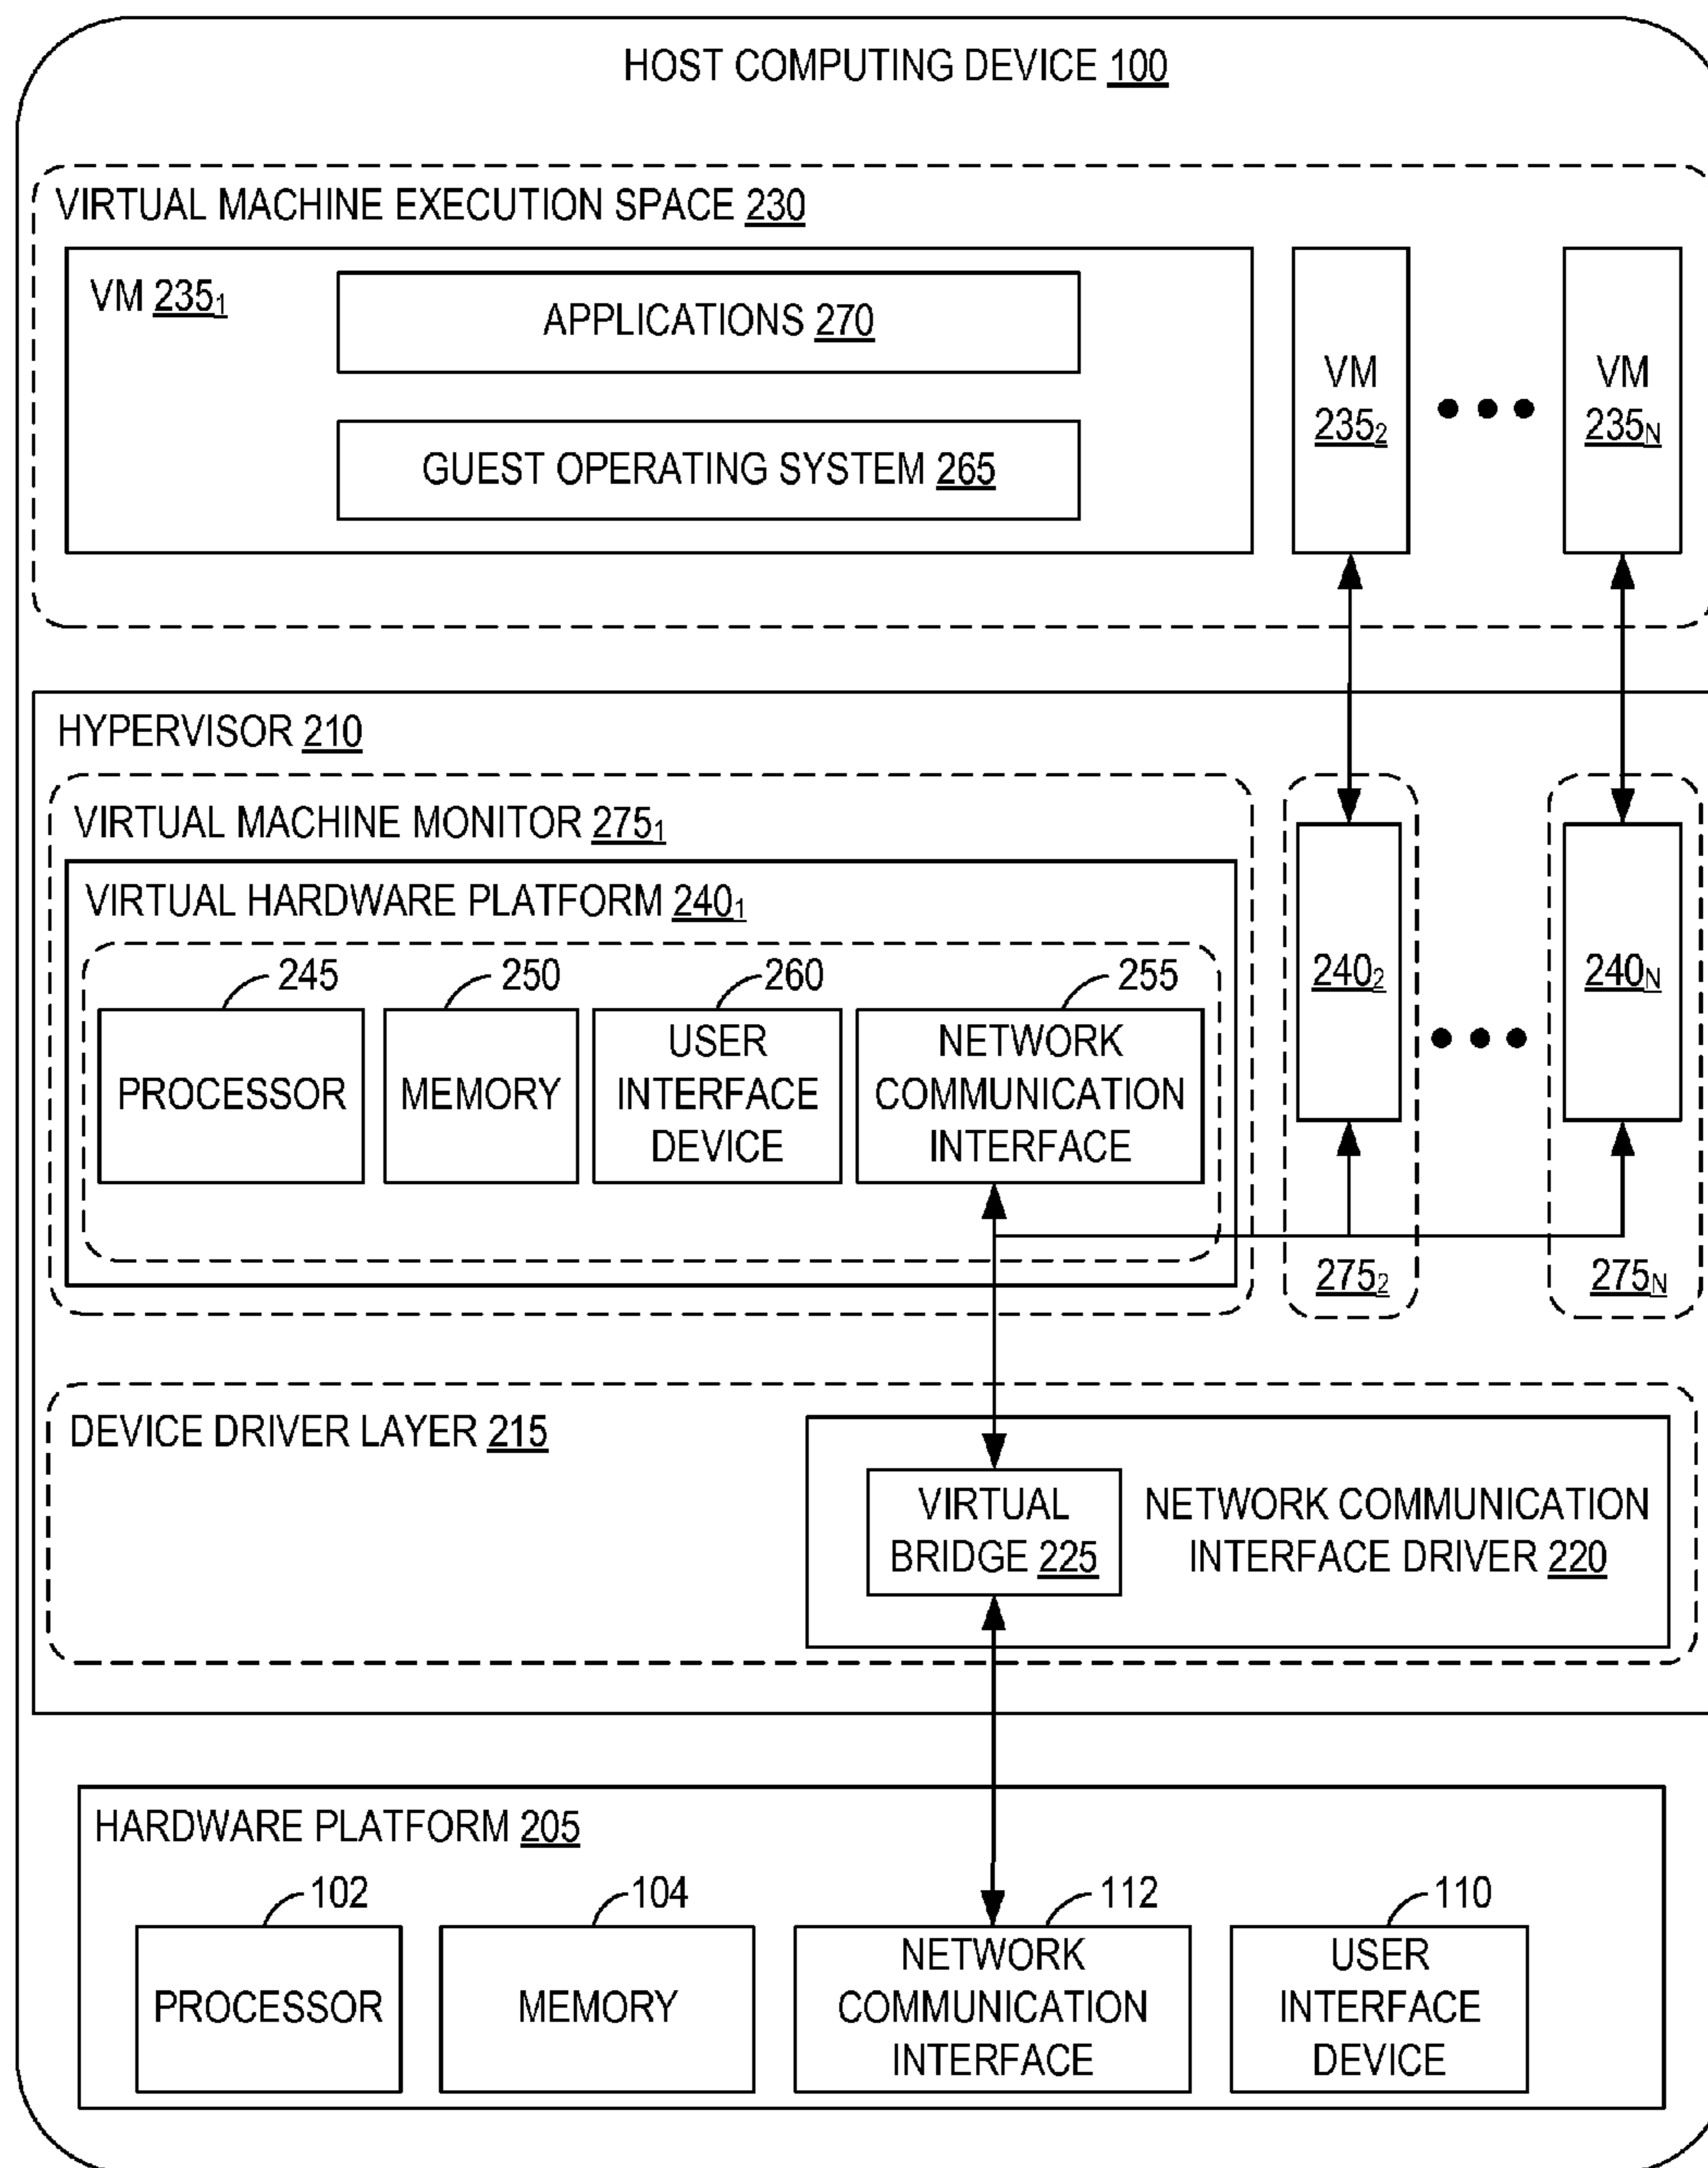 HOST COMPUTING DEVICE 100
VIRTUAL MACHINE EXECUTION SPACE 230
VM 235₁
APPLICATIONS 270
GUEST OPERATING SYSTEM 265
VM
235₂
VM
235N
HYPERVISOR 210
VIRTUAL MACHINE MONITOR 275₁
VIRTUAL HARDWARE PLATFORM 240₁
245
250
260
255
PROCESSOR
MEMORY
USER
INTERFACE
DEVICE
NETWORK
COMMUNICATION
INTERFACE
240₂
240N
275₂
275N
DEVICE DRIVER LAYER 215
VIRTUAL
BRIDGE 225
NETWORK COMMUNICATION
INTERFACE DRIVER 220
HARDWARE PLATFORM 205
102
104
112
110
PROCESSOR
MEMORY
NETWORK
COMMUNICATION
INTERFACE
USER
INTERFACE
DEVICE